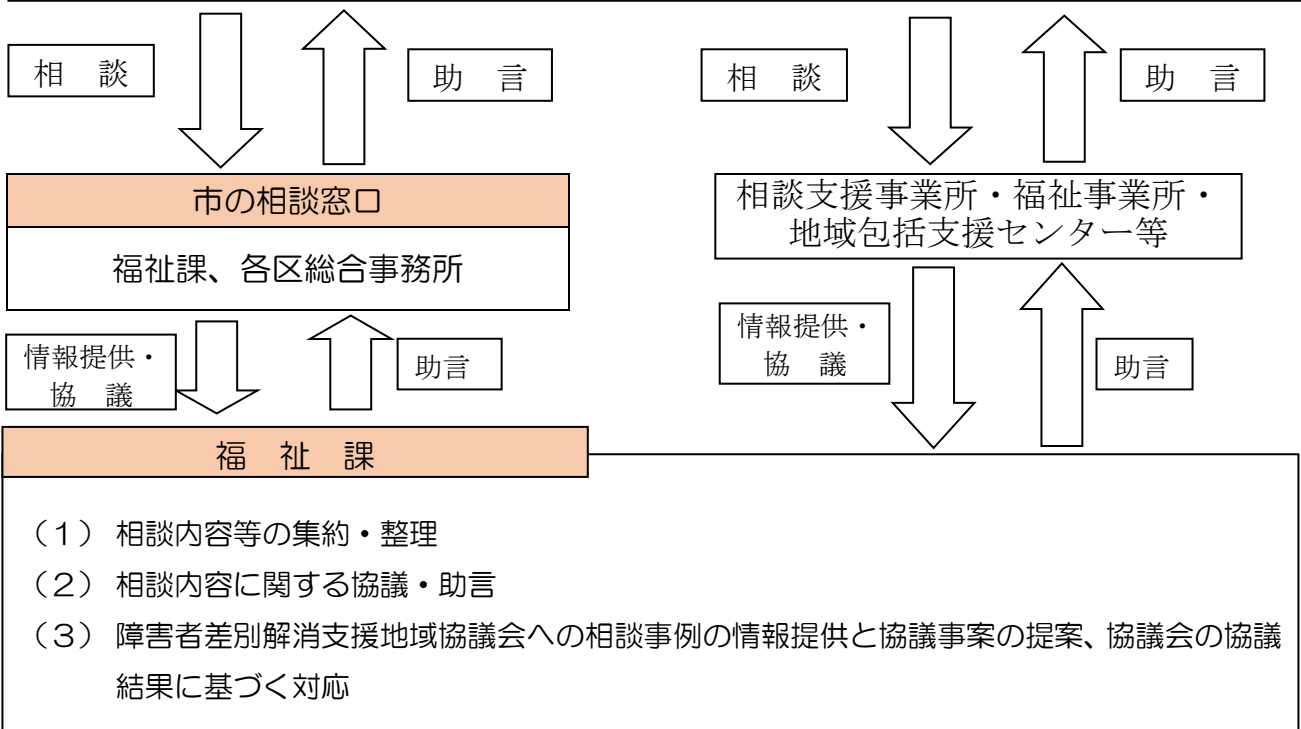 相　談
助　言
相　談
助　言
市の相談窓口
福祉課、各区総合事務所
相談支援事業所・福祉事業所・
地域包括支援センター等
情報提供・
協　議
助言
情報提供・
協　議
助言
福　祉　課
（１） 相談内容等の集約・整理
（２） 相談内容に関する協議・助言
（３） 障害者差別解消支援地域協議会への相談事例の情報提供と協議事案の提案、協議会の協議
結果に基づく対応